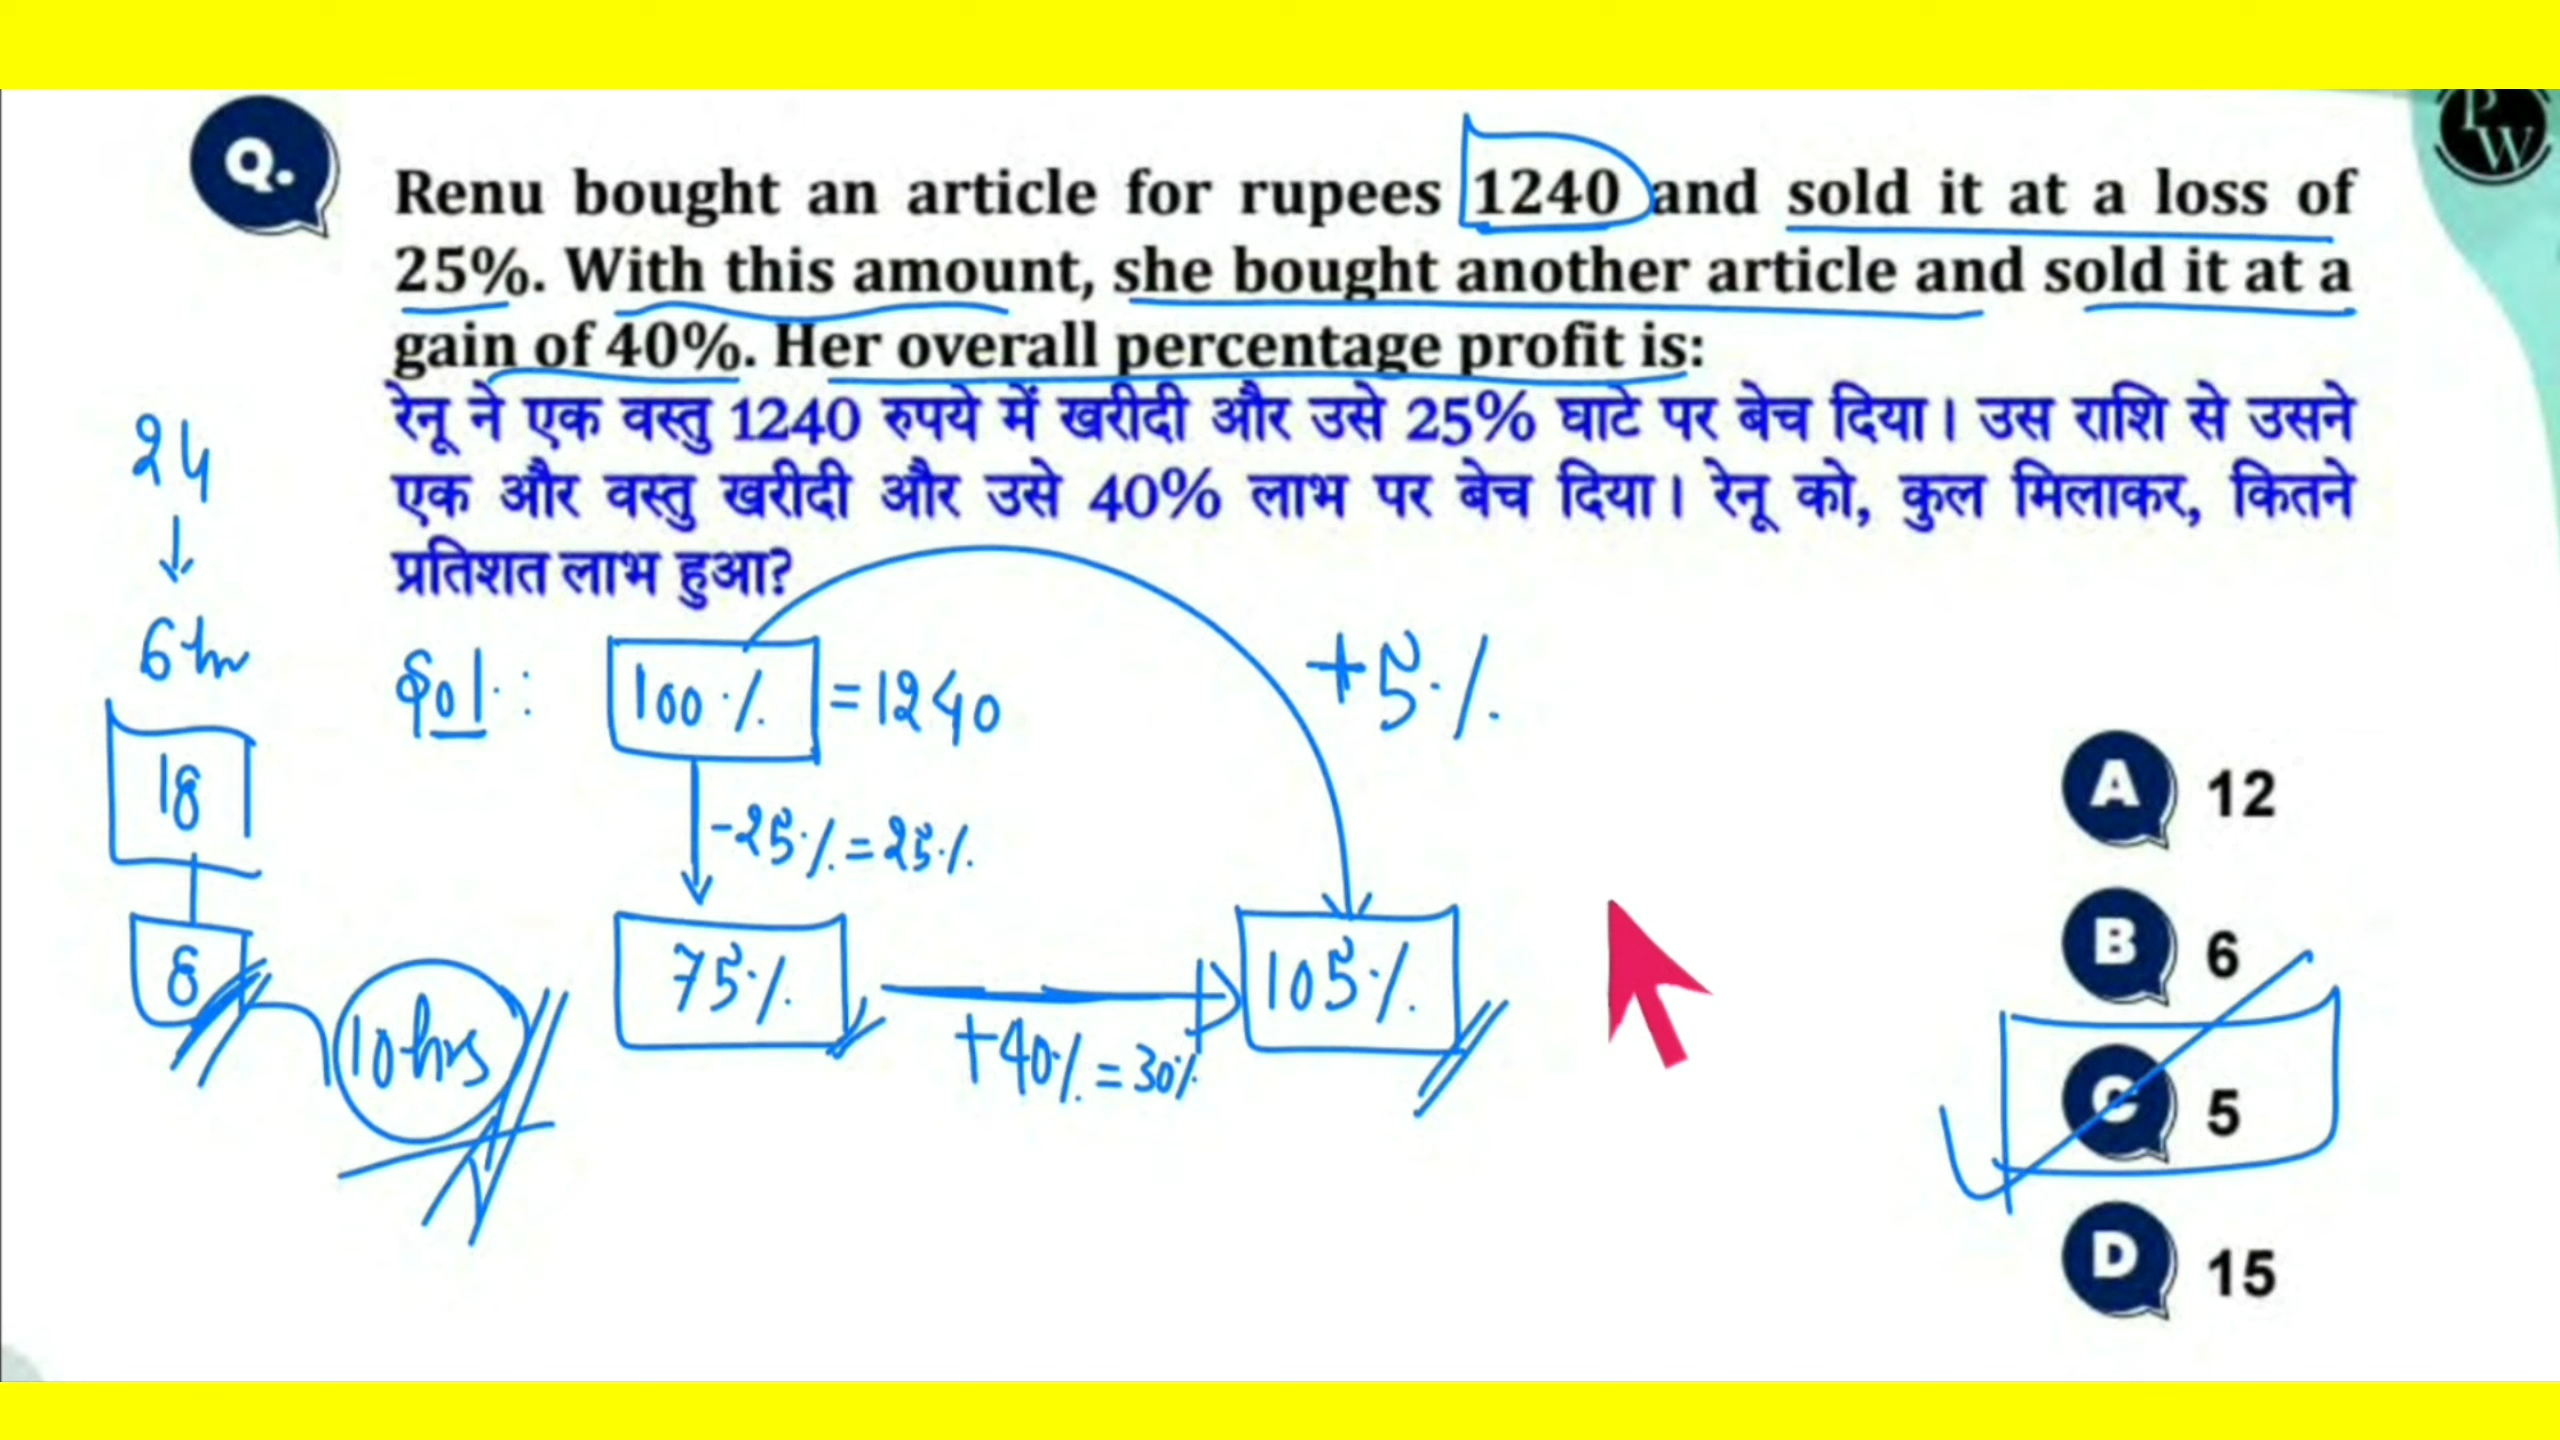 Q.
PW
Renu bought an article for rupees 1240 and sold it at a loss of
25%. With this amount, she bought another article and sold it at a
gain of 40%. Her overall percentage profit is:
रेनू ने एक वस्तु 1240 रुपये में खरीदी और उसे 25% घाटे पर बेच दिया। उस राशि से उसने
एक और वस्तु खरीदी और उसे 40% लाभ पर बेच दिया। रेनू को, कुल मिलाकर, कितने
प्रतिशत लाभ हुआ?
24
↓
6 hr
18
8
10 hrs
Sol. :
100% = 1240
+5%
-25% = 25%
75%
+40% = 30%
105%
A 12
B 6
C 5
D 15